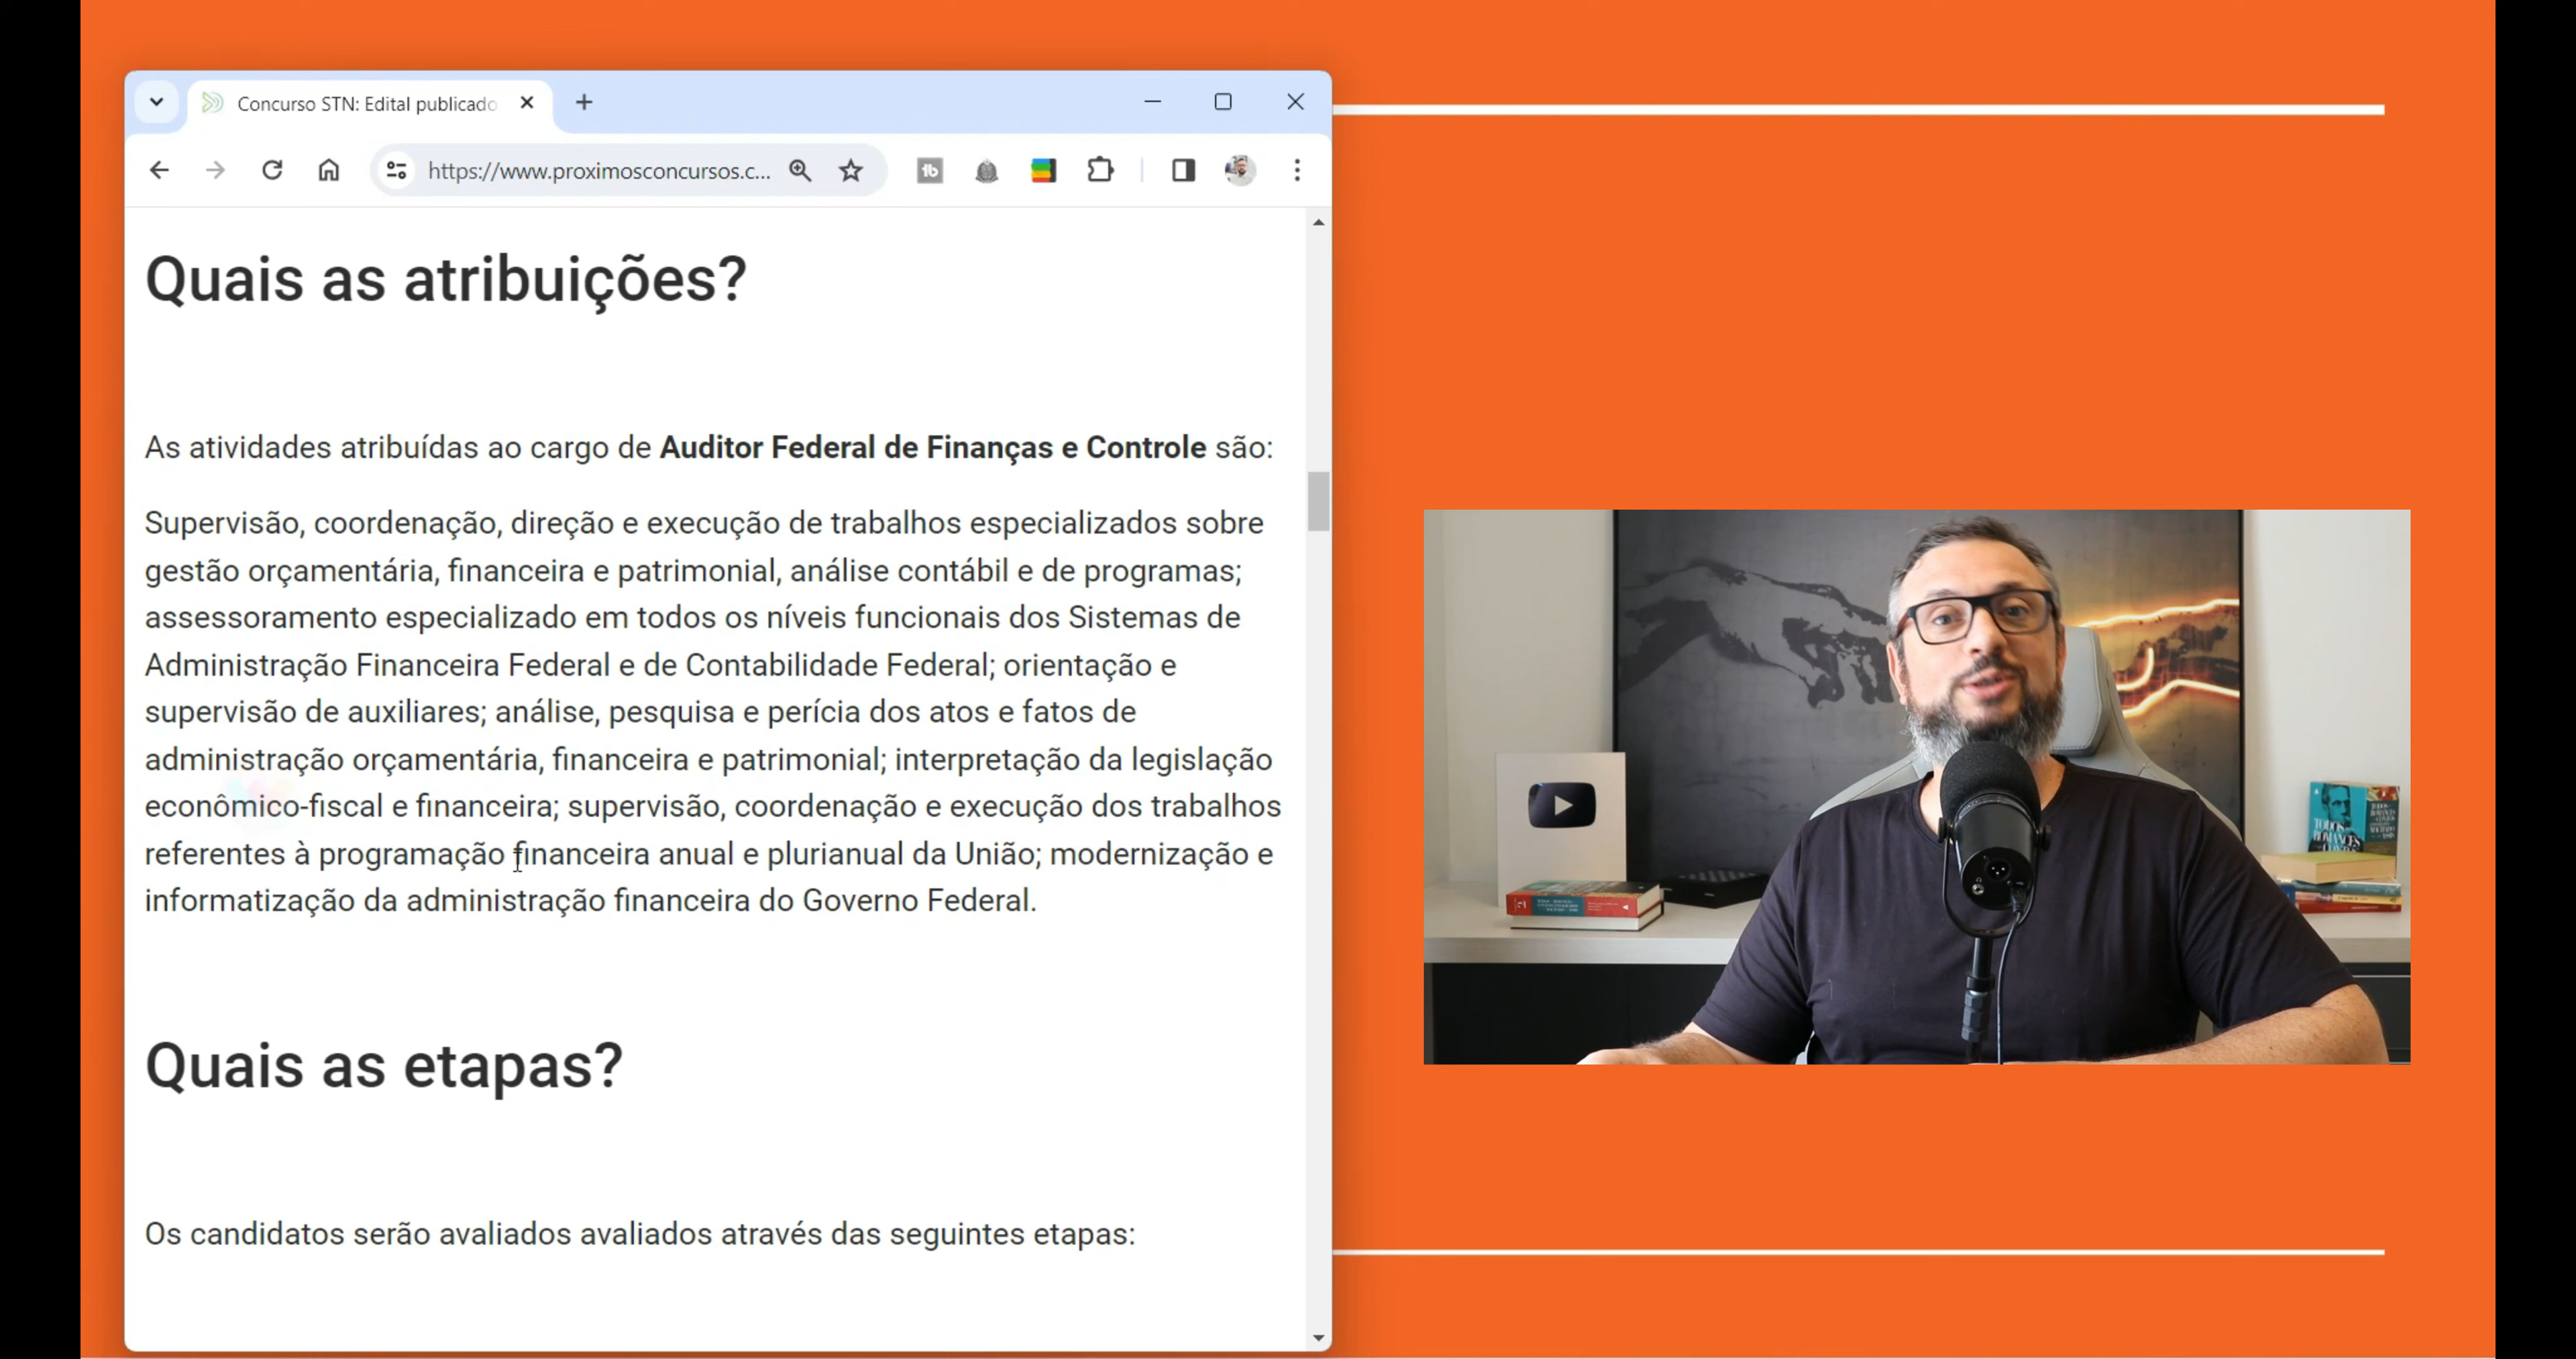 Concurso STN: Edital publicado
https://www.proximosconcursos.c...
Quais as atribuições?
As atividades atribuídas ao cargo de Auditor Federal de Finanças e Controle são:
Supervisão, coordenação, direção e execução de trabalhos especializados sobre
gestão orçamentária, financeira e patrimonial, análise contábil e de programas;
assessoramento especializado em todos os níveis funcionais dos Sistemas de
Administração Financeira Federal e de Contabilidade Federal; orientação e
supervisão de auxiliares; análise, pesquisa e perícia dos atos e fatos de
administração orçamentária, financeira e patrimonial; interpretação da legislação
econômico-fiscal e financeira; supervisão, coordenação e execução dos trabalhos
referentes à programação financeira anual e plurianual da União; modernização e
informatização da administração financeira do Governo Federal.
Quais as etapas?
Os candidatos serão avaliados avaliados através das seguintes etapas: